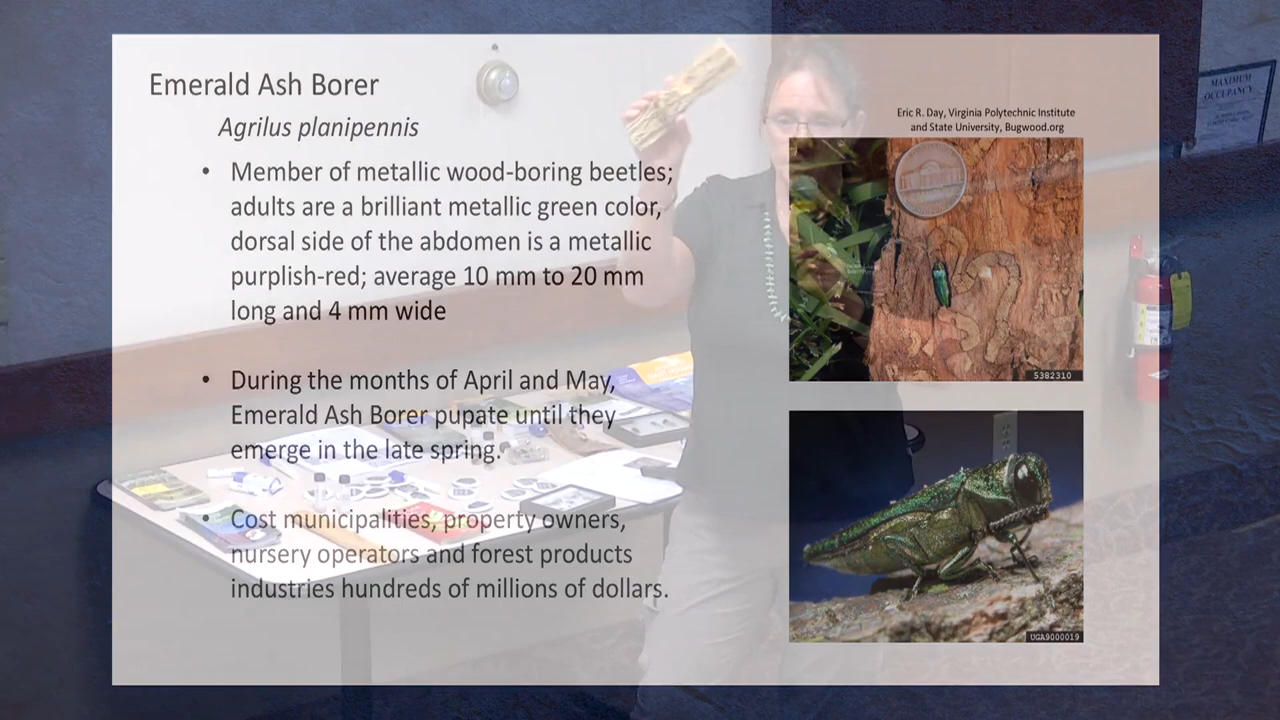 Emerald Ash Borer
Agrilus planipennis
• Member of metallic wood-boring beetles;
adults are a brilliant metallic green color,
dorsal side of the abdomen is a metallic
purplish-red; average 10 mm to 20 mm
long and 4 mm wide
• During the months of April and May,
Emerald Ash Borer pupate until they
emerge in the late spring.
• Cost municipalities, property owners,
nursery operators and forest products
industries hundreds of millions of dollars.
Eric R. Day, Virginia Polytechnic Institute
and State University, Bugwood.org
5382310
UGA9000019
MAXIMUM
OCCUPANCY